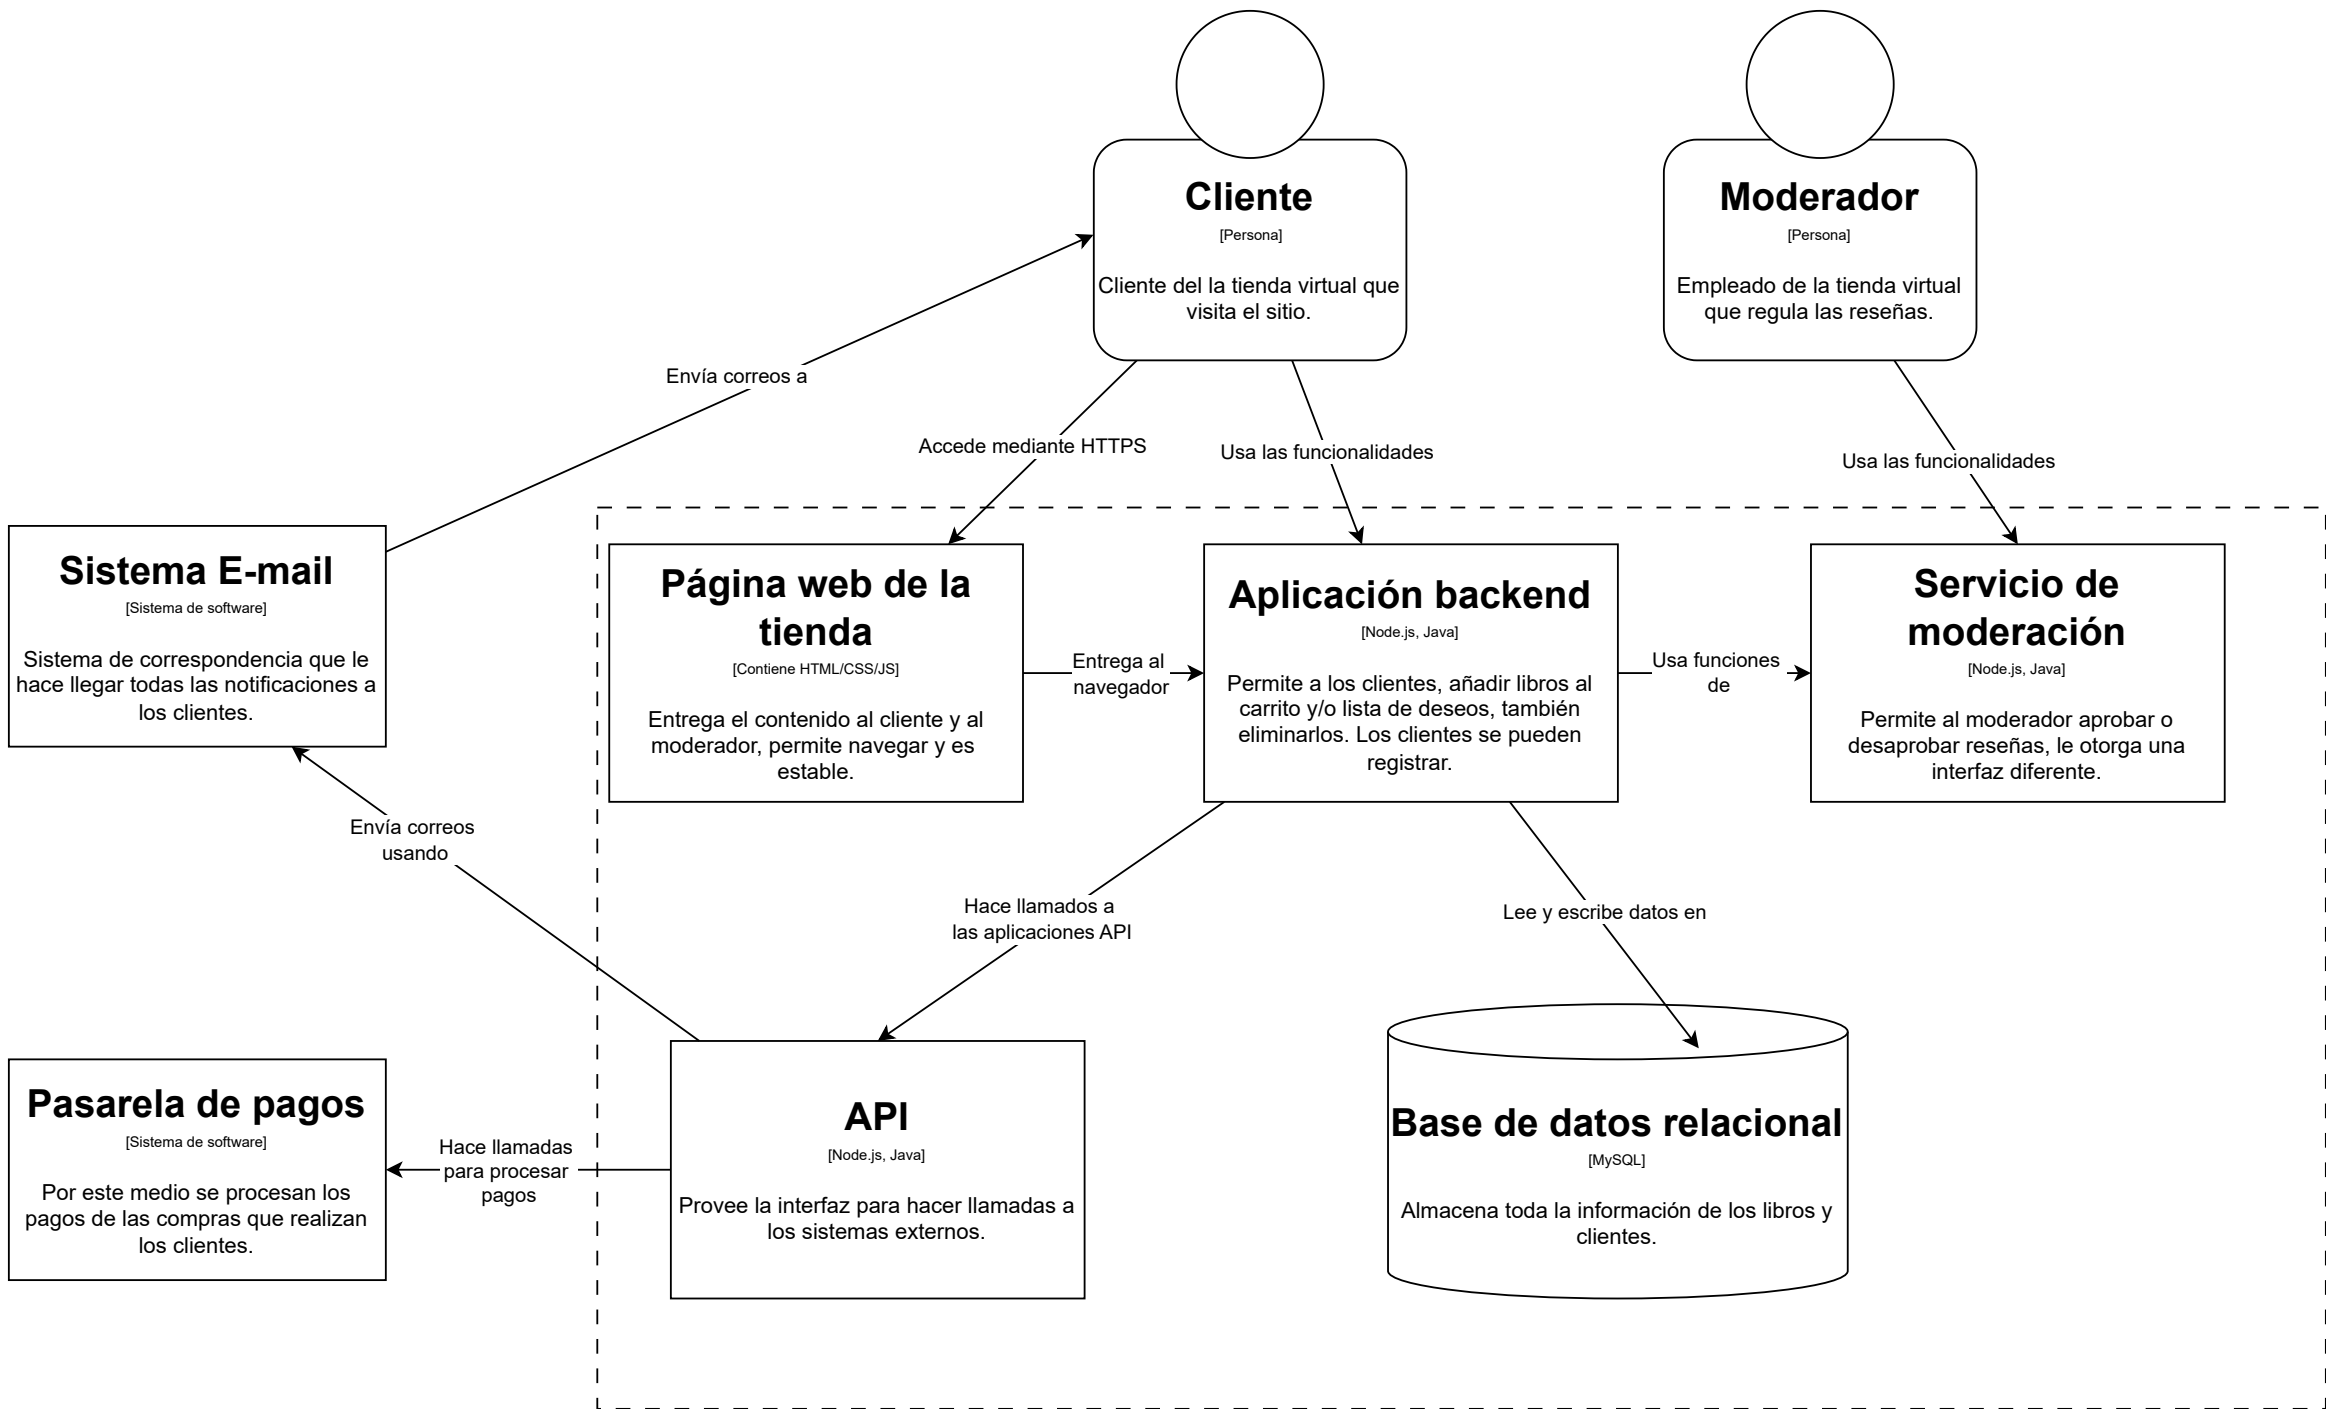 Cliente
[Persona]
Cliente del la tienda virtual que
visita el sitio.
Moderador
[Persona]
Empleado de la tienda virtual
que regula las reseñas.
Envía correos a
Accede mediante HTTPS
Usa las funcionalidades
Usa las funcionalidades
Sistema E-mail
[Sistema de software]
Sistema de correspondencia que le
hace llegar todas las notificaciones a
los clientes.
Página web de la
tienda
[Contiene HTML/CSS/JS]
Entrega el contenido al cliente y al
moderador, permite navegar y es
estable.
Entrega al
navegador
Aplicación backend
[Node.js, Java]
Permite a los clientes, añadir libros al
carrito y/o lista de deseos, también
eliminarlos. Los clientes se pueden
registrar.
Usa funciones
de
Servicio de
moderación
[Node.js, Java]
Permite al moderador aprobar o
desaprobar reseñas, le otorga una
interfaz diferente.
Envía correos
usando
Hace llamados a
las aplicaciones API
Lee y escribe datos en
Pasarela de pagos
[Sistema de software]
Por este medio se procesan los
pagos de las compras que realizan
los clientes.
Hace llamadas
para procesar
pagos
API
[Node.js, Java]
Provee la interfaz para hacer llamadas a
los sistemas externos.
Base de datos relacional
[MySQL]
Almacena toda la información de los libros y
clientes.